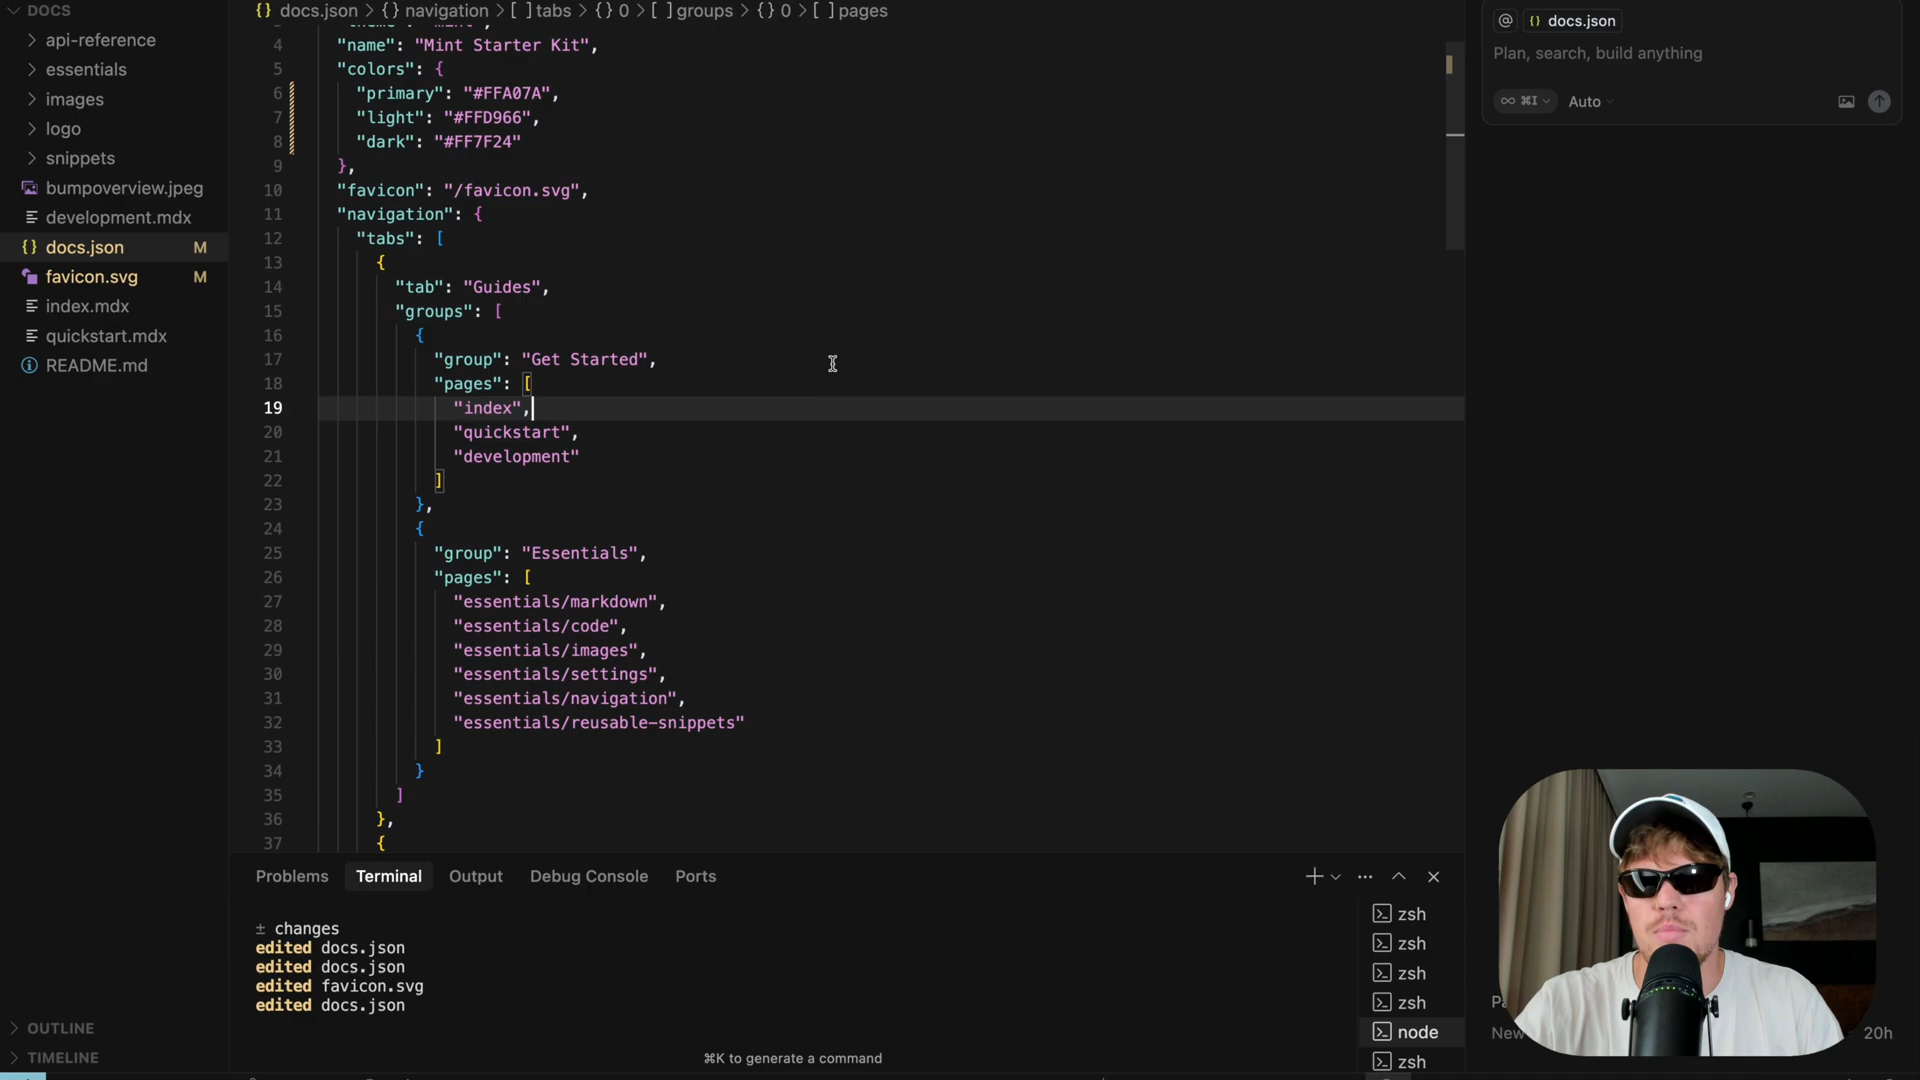 DOCS
api-reference
essentials
images
logo
snippets
bumpoverview.jpeg
development.mdx
docs.json M
favicon.svg M
index.mdx
quickstart.mdx
README.md
OUTLINE
TIMELINE
{} docs.json > {} navigation > [ ] tabs > {} 0 > [ ] groups > {} 0 > [ ] pages
4 "name": "Mint Starter Kit",
5 "colors": {
6 "primary": "#FFA07A",
7 "light": "#FFD966",
8 "dark": "#FF7F24"
9 },
10 "favicon": "/favicon.svg",
11 "navigation": {
12 "tabs": [
13 {
14 "tab": "Guides",
15 "groups": [
16 {
17 "group": "Get Started",
18 "pages": [
19 "index",
20 "quickstart",
21 "development"
22 ]
23 },
24 {
25 "group": "Essentials",
26 "pages": [
27 "essentials/markdown",
28 "essentials/code",
29 "essentials/images",
30 "essentials/settings",
31 "essentials/navigation",
32 "essentials/reusable-snippets"
33 ]
34 }
35 ]
36 },
37 {
Problems Terminal Output Debug Console Ports
± changes
edited docs.json
edited docs.json
edited favicon.svg
edited docs.json
⌘K to generate a command
zsh
zsh
zsh
zsh
node
zsh
@ {} docs.json
Plan, search, build anything
∞ ⌘I Auto
New
20h